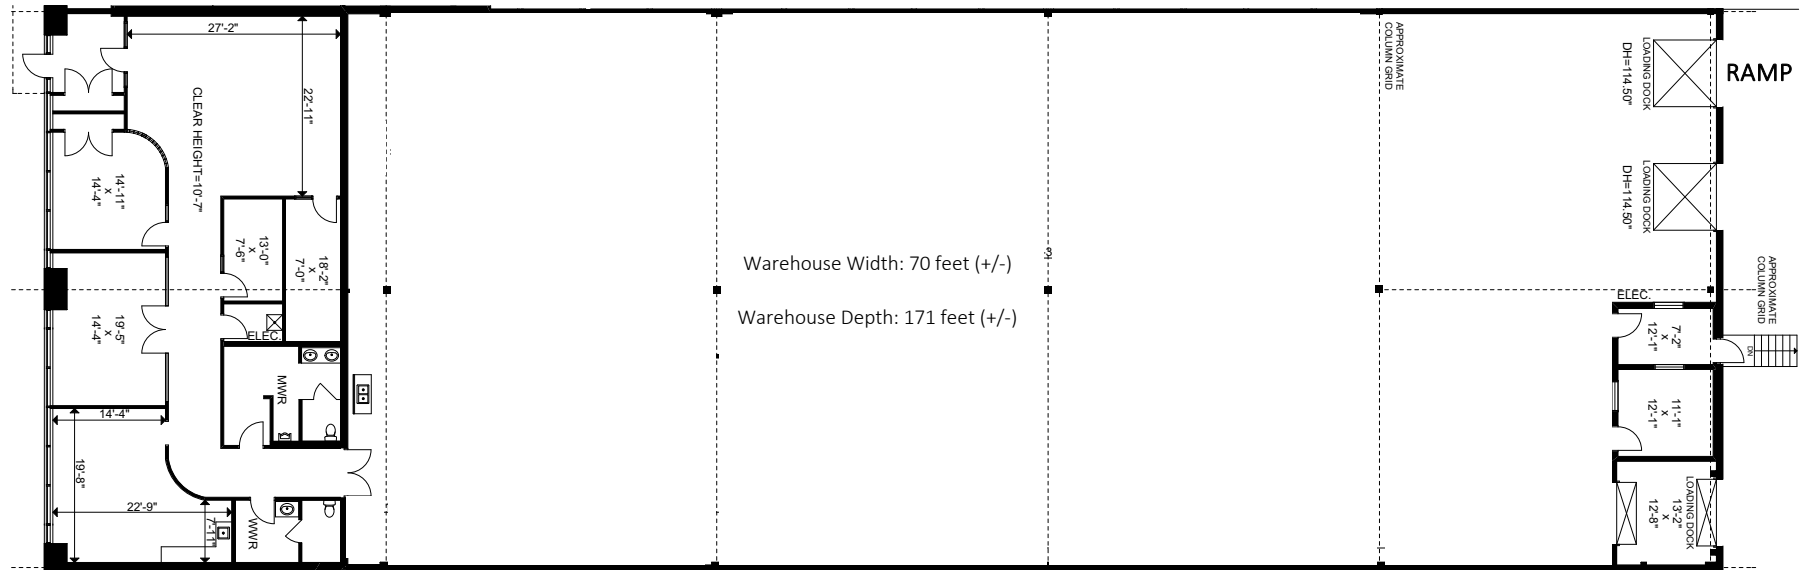 27'-2"
22'-11"
CLEAR HEIGHT=10'-7"
14'-11"
x
14'-4"
13'-0"
x
7'-6"
18'-2"
x
7'-0"
19'-5"
x
14'-4"
ELEC.
MWR
14'-4"
19'-8"
22'-9"
7'-11"
WWR
Warehouse Width: 70 feet (+/-)
Warehouse Depth: 171 feet (+/-)
APPROXIMATE
COLUMN GRID
LOADING DOCK
DH=114.50"
RAMP
LOADING DOCK
DH=114.50"
APPROXIMATE
COLUMN GRID
ELEC.
7'-2"
x
12'-1"
DN
11'-1"
x
12'-1"
LOADING DOCK
13'-2"
x
12'-8"